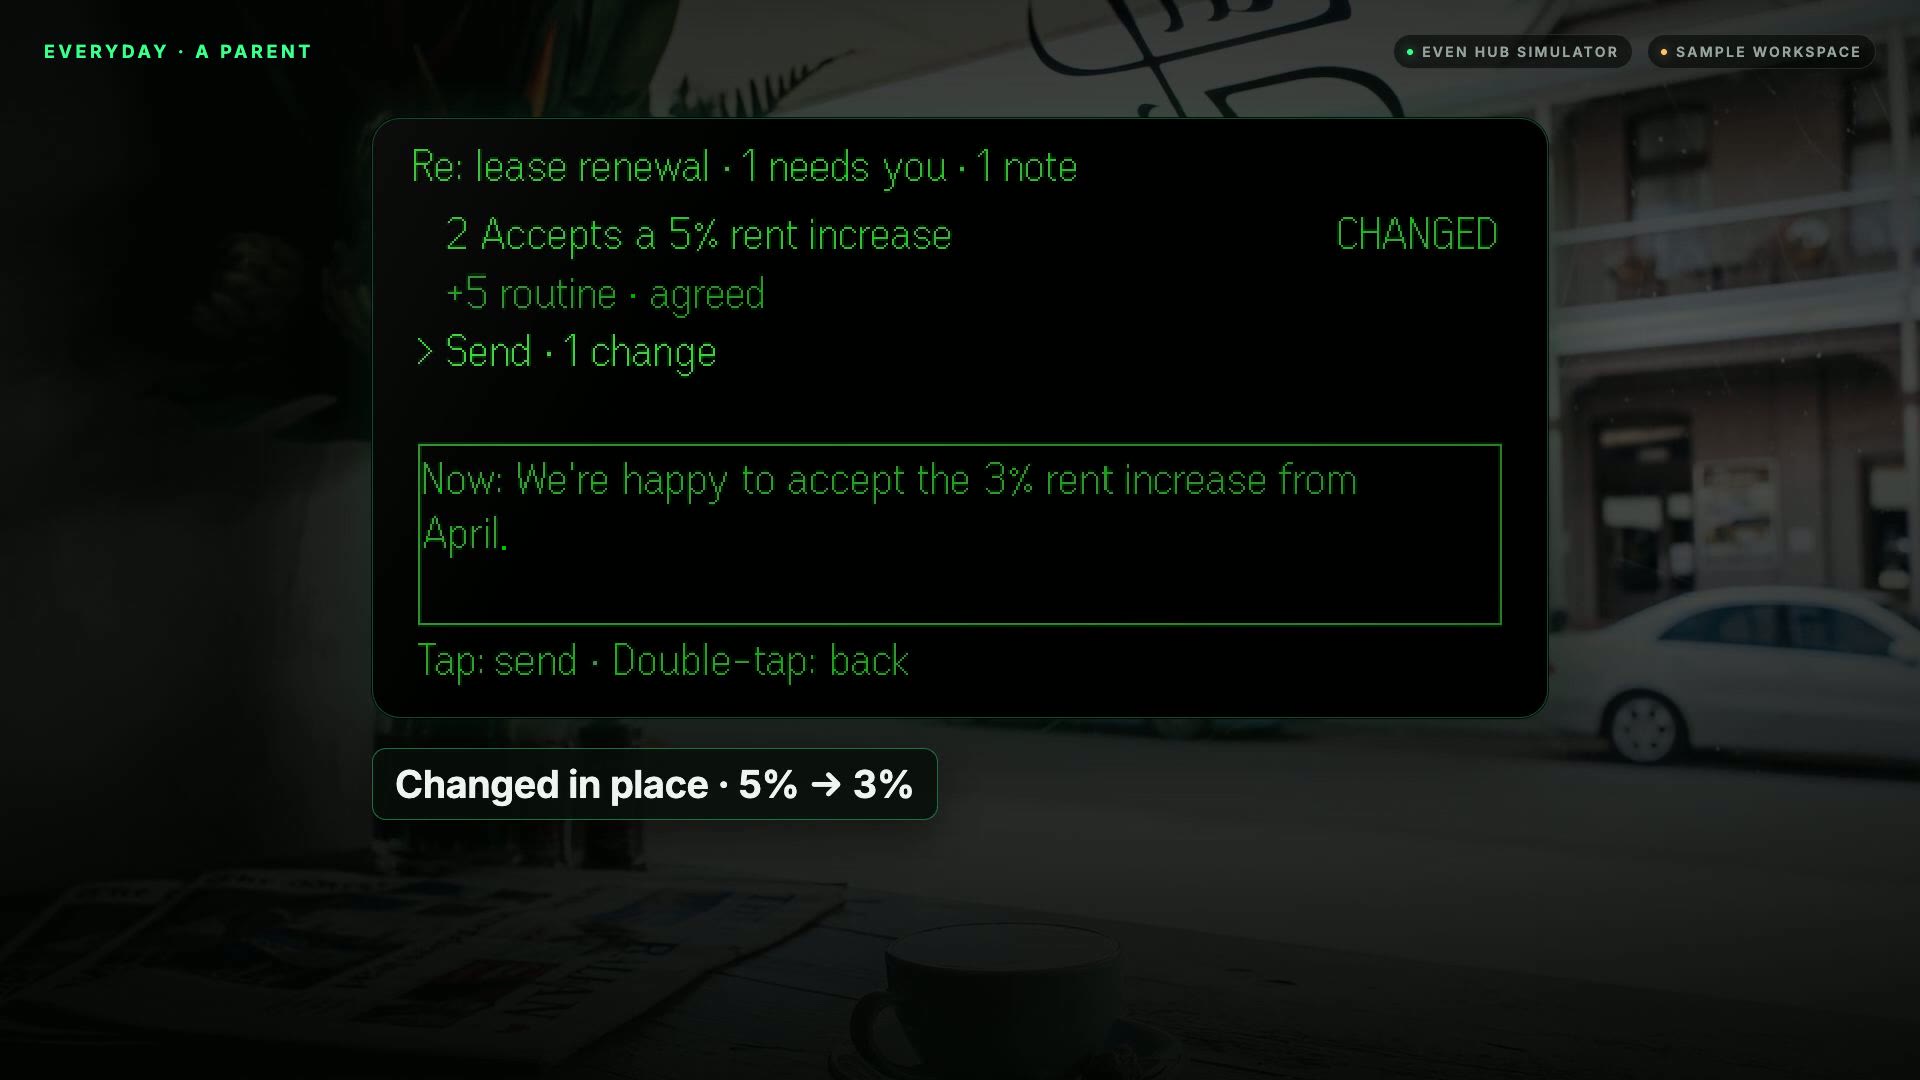 EVERYDAY · A PARENT
EVEN HUB SIMULATOR
SAMPLE WORKSPACE
Re: lease renewal · 1 needs you · 1 note
2 Accepts a 5% rent increase CHANGED
+5 routine · agreed
> Send · 1 change
Now: We're happy to accept the 3% rent increase from
April.
Tap: send · Double-tap: back
Changed in place · 5% → 3%